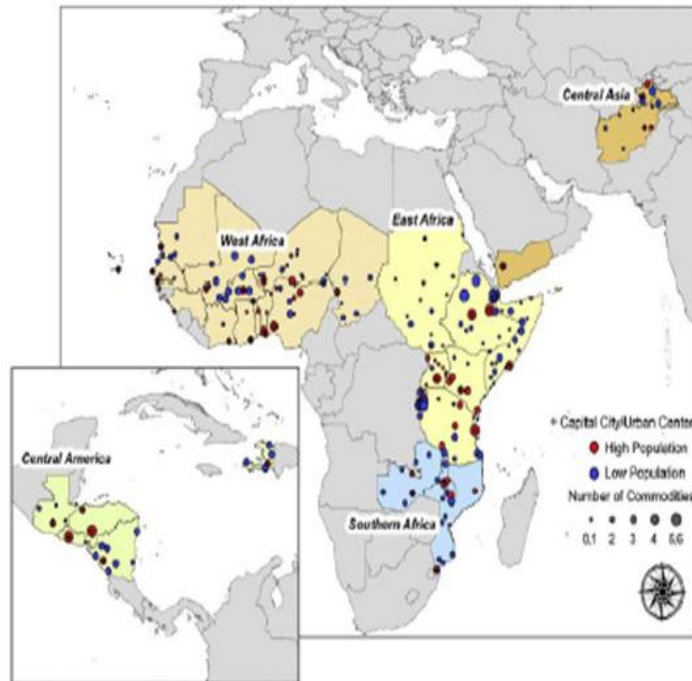 Central Asia
East Africa
West Africa
+ Capital City/Urban Center
High Population
Low Population
Number of Commodities
0,1 2 3 4 5,6
Central America
Southern Africa